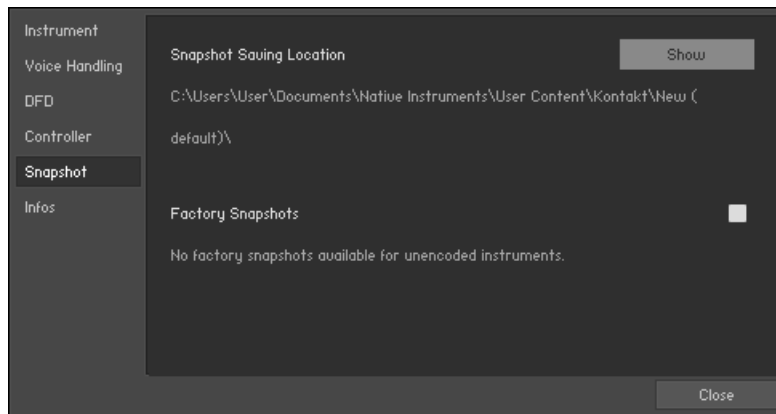 Instrument
Voice Handling
DFD
Controller
Snapshot
Infos
Snapshot Saving Location
Show
C:\Users\User\Documents\Native Instruments\User Content\Kontakt\New (
default)\
Factory Snapshots
No factory snapshots available for unencoded instruments.
Close